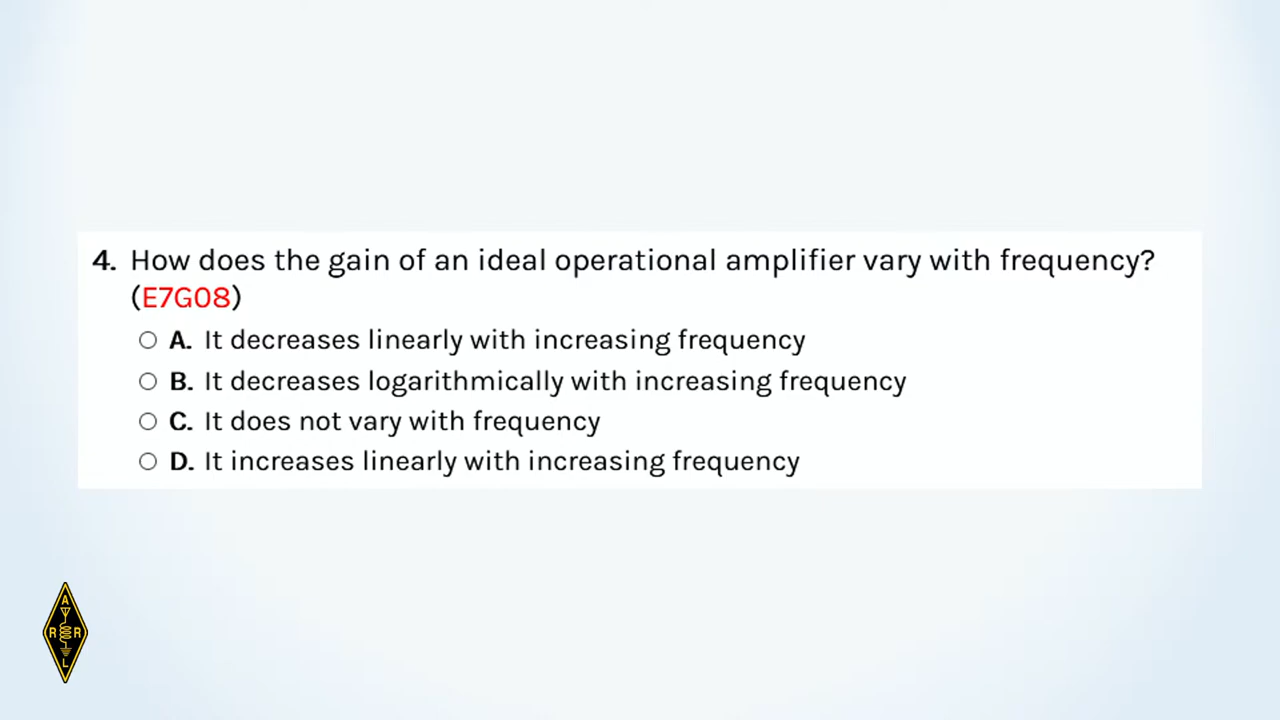 4. How does the gain of an ideal operational amplifier vary with frequency?
(E7G08)
A. It decreases linearly with increasing frequency
B. It decreases logarithmically with increasing frequency
C. It does not vary with frequency
D. It increases linearly with increasing frequency
A
R R
L